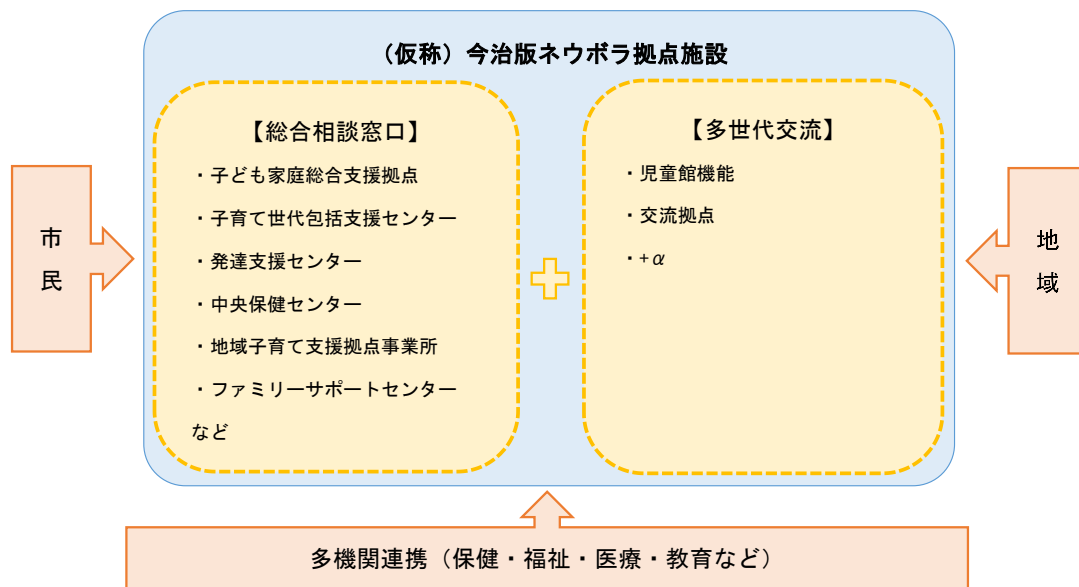 (仮称)今治版ネウボラ拠点施設
【総合相談窓口】
・子ども家庭総合支援拠点
・子育て世代包括支援センター
・発達支援センター
・中央保健センター
・地域子育て支援拠点事業所
・ファミリーサポートセンター
など
【多世代交流】
・児童館機能
・交流拠点
・+α
市民
地域
多機関連携（保健・福祉・医療・教育など）